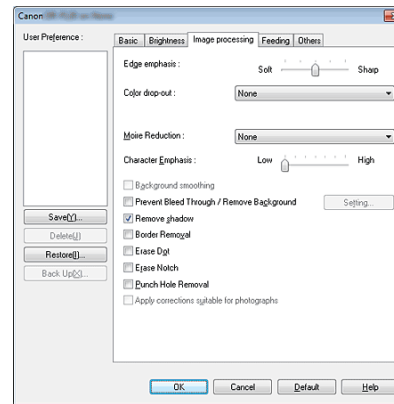 Canon
User Preference :
Basic Brightness Image processing Feeding Others
Edge emphasis :
Soft Sharp
Color drop-out :
None
Moire Reduction :
None
Character Emphasis :
Low High
Background smoothing
Prevent Bleed Through / Remove Background
Setting...
Remove shadow
Border Removal
Erase Dot
Erase Notch
Punch Hole Removal
Apply corrections suitable for photographs
Save(Y)...
Delete(J)
Restore(I)...
Back Up(X)...
OK Cancel Default Help